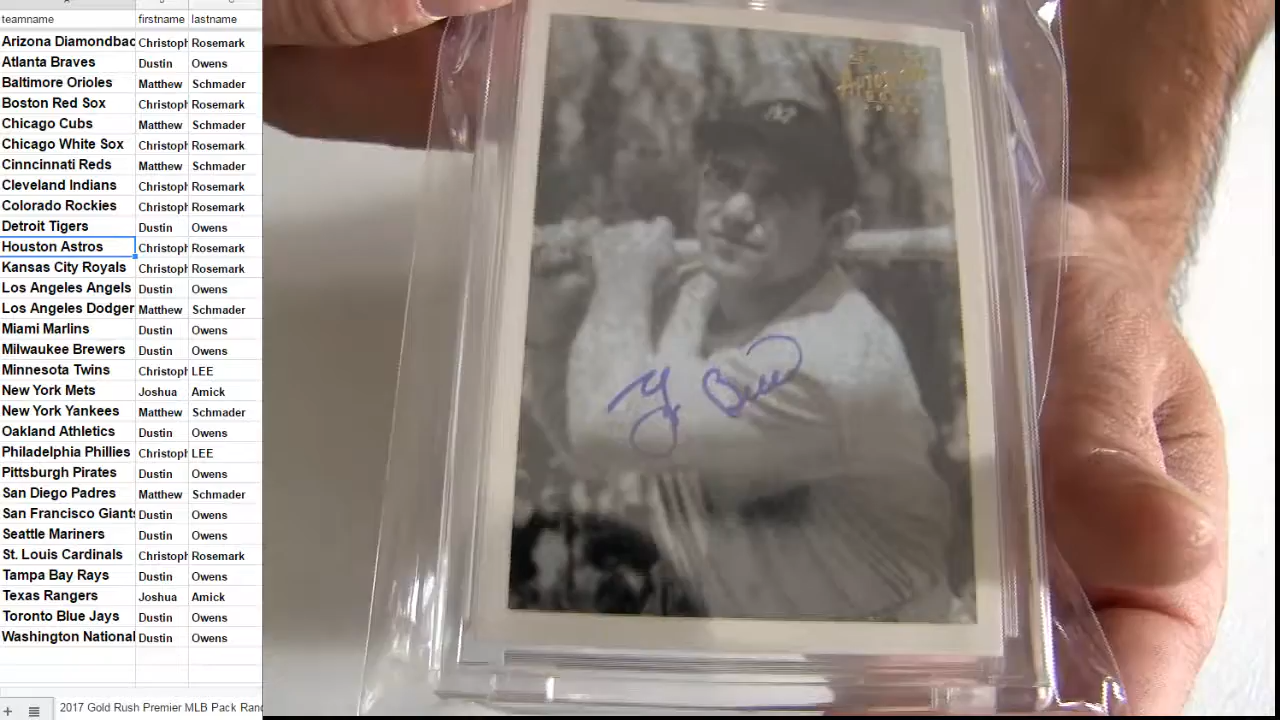 teamname firstname lastname
Arizona Diamondbac Christoph Rosemark
Atlanta Braves Dustin Owens
Baltimore Orioles Matthew Schmader
Boston Red Sox Christoph Rosemark
Chicago Cubs Matthew Schmader
Chicago White Sox Christoph Rosemark
Cinncinnati Reds Matthew Schmader
Cleveland Indians Christoph Rosemark
Colorado Rockies Christoph Rosemark
Detroit Tigers Dustin Owens
Houston Astros Christoph Rosemark
Kansas City Royals Christoph Rosemark
Los Angeles Angels Dustin Owens
Los Angeles Dodger Matthew Schmader
Miami Marlins Dustin Owens
Milwaukee Brewers Dustin Owens
Minnesota Twins Christoph LEE
New York Mets Joshua Amick
New York Yankees Matthew Schmader
Oakland Athletics Dustin Owens
Philadelphia Phillies Christoph LEE
Pittsburgh Pirates Dustin Owens
San Diego Padres Matthew Schmader
San Francisco Giants Dustin Owens
Seattle Mariners Dustin Owens
St. Louis Cardinals Christoph Rosemark
Tampa Bay Rays Dustin Owens
Texas Rangers Joshua Amick
Toronto Blue Jays Dustin Owens
Washington National Dustin Owens
2017 Gold Rush Premier MLB Pack Rand
NY